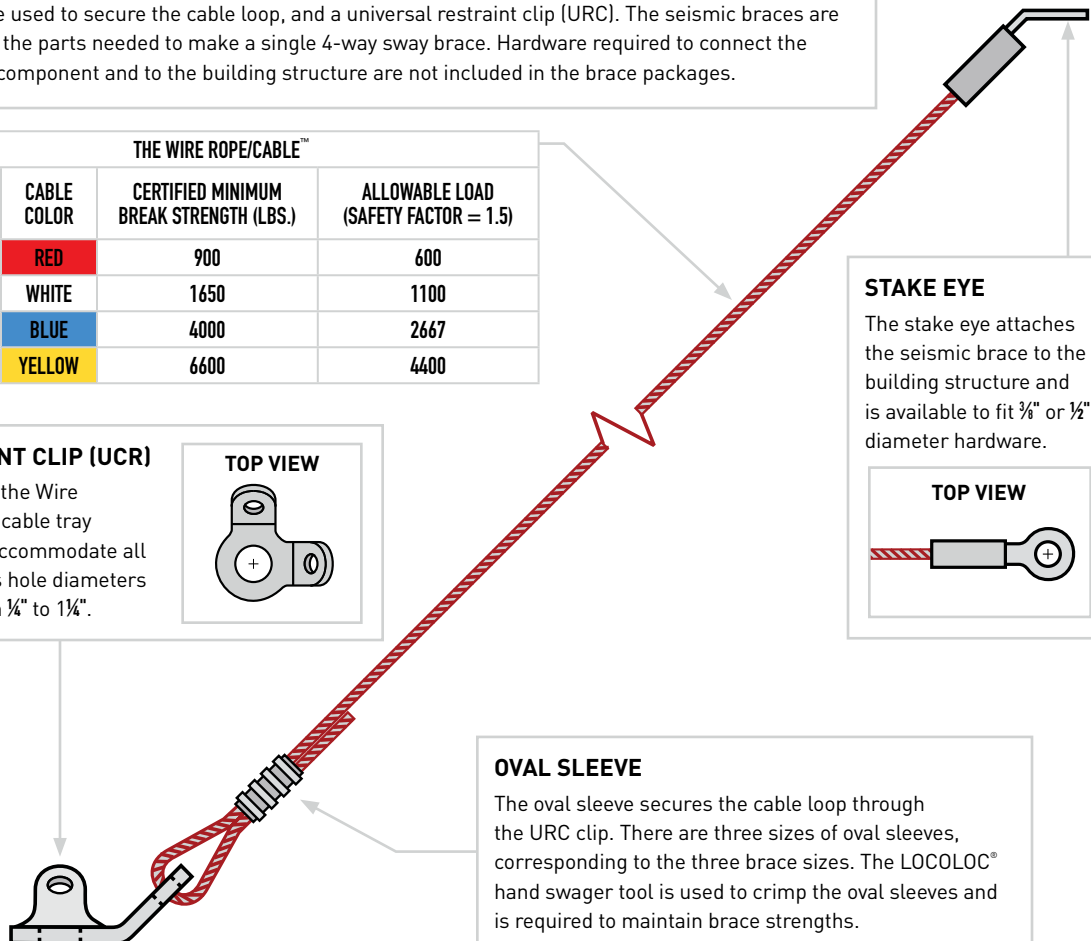 used to secure the cable loop, and a universal restraint clip (URC). The seismic braces are
the parts needed to make a single 4-way sway brace. Hardware required to connect the
component and to the building structure are not included in the brace packages.
THE WIRE ROPE/CABLE™
CABLE COLOR | CERTIFIED MINIMUM BREAK STRENGTH (LBS.) | ALLOWABLE LOAD (SAFETY FACTOR = 1.5)
RED 900 600
WHITE 1650 1100
BLUE 4000 2667
YELLOW 6600 4400
STAKE EYE
The stake eye attaches
the seismic brace to the
building structure and
is available to fit ⅜" or ½"
diameter hardware.
TOP VIEW
CLIP (UCR)
the Wire
cable tray
accommodate all
hole diameters
¼" to 1¼".
TOP VIEW
OVAL SLEEVE
The oval sleeve secures the cable loop through
the URC clip. There are three sizes of oval sleeves,
corresponding to the three brace sizes. The LOCOLOC®
hand swager tool is used to crimp the oval sleeves and
is required to maintain brace strengths.